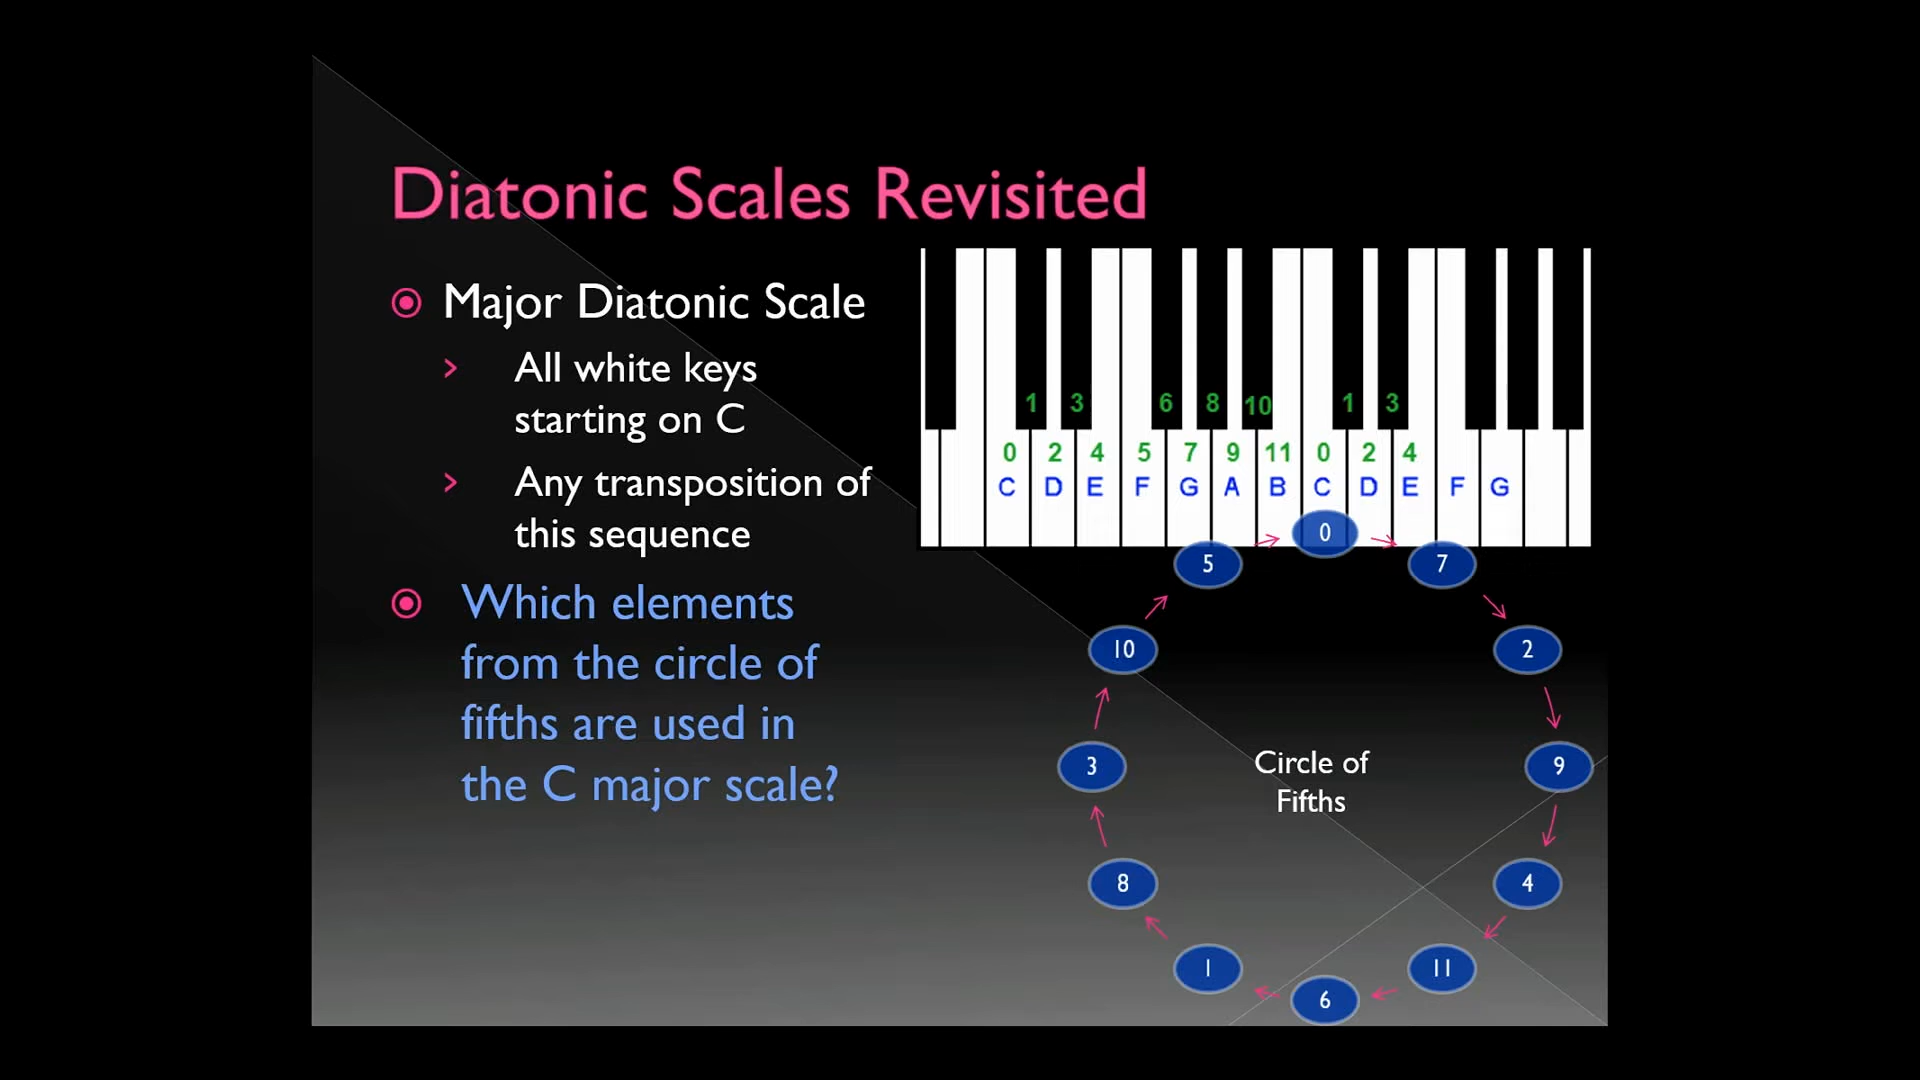 Diatonic Scales Revisited
Major Diatonic Scale
> All white keys
starting on C
> Any transposition of
this sequence
Which elements
from the circle of
fifths are used in
the C major scale?
1 3 6 8 10 1 3
0 2 4 5 7 9 11 0 2 4
C D E F G A B C D E F G
0
5 7
10 2
3 9
Circle of
Fifths
8 4
1 11
6